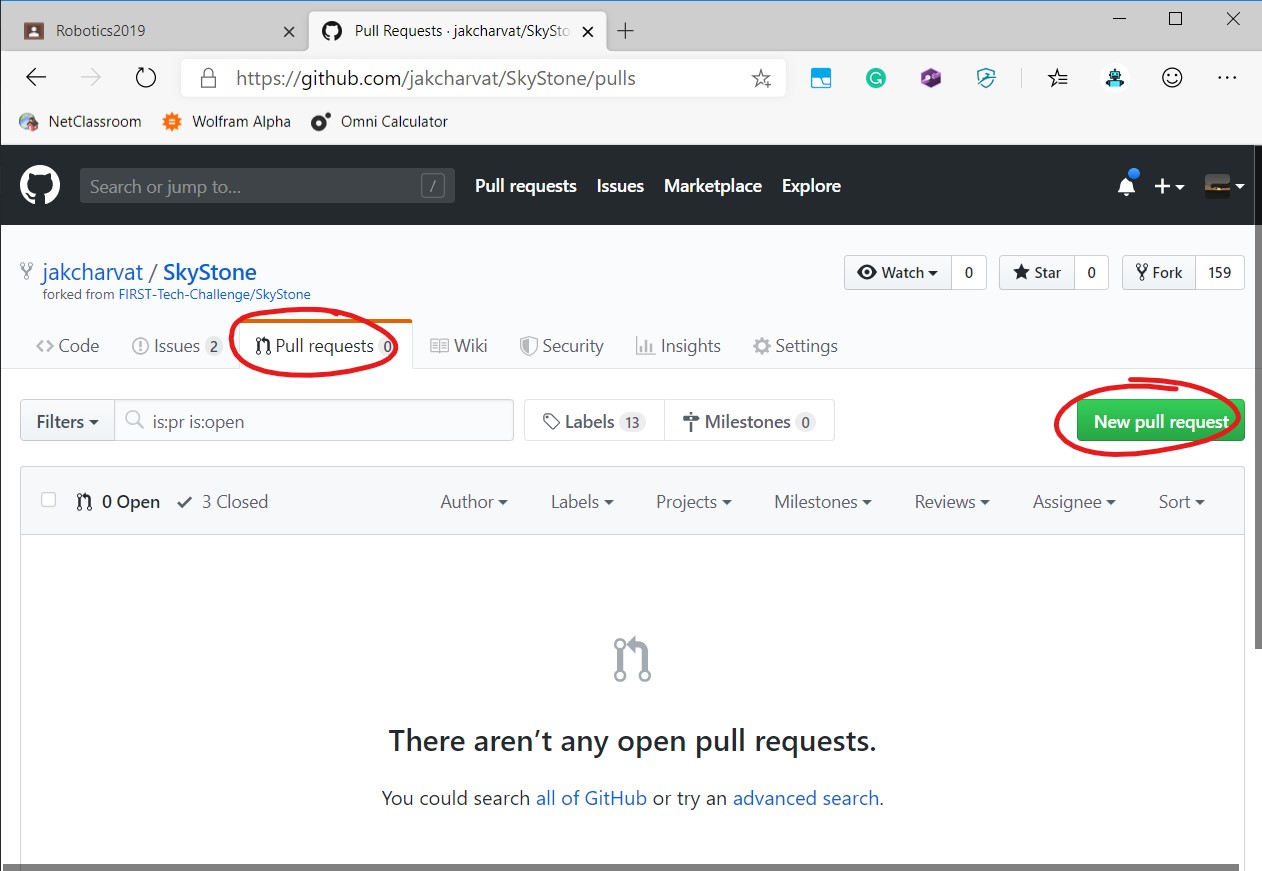 Robotics2019
Pull Requests · jakcharvat/SkySto
https://github.com/jakcharvat/SkyStone/pulls
NetClassroom Wolfram Alpha Omni Calculator
Search or jump to... / Pull requests Issues Marketplace Explore
jakcharvat / SkyStone Watch 0 Star 0 Fork 159
forked from FIRST-Tech-Challenge/SkyStone
Code Issues 2 Pull requests 0 Wiki Security Insights Settings
Filters is:pr is:open Labels 13 Milestones 0 New pull request
0 Open 3 Closed Author Labels Projects Milestones Reviews Assignee Sort
There aren’t any open pull requests.
You could search all of GitHub or try an advanced search.